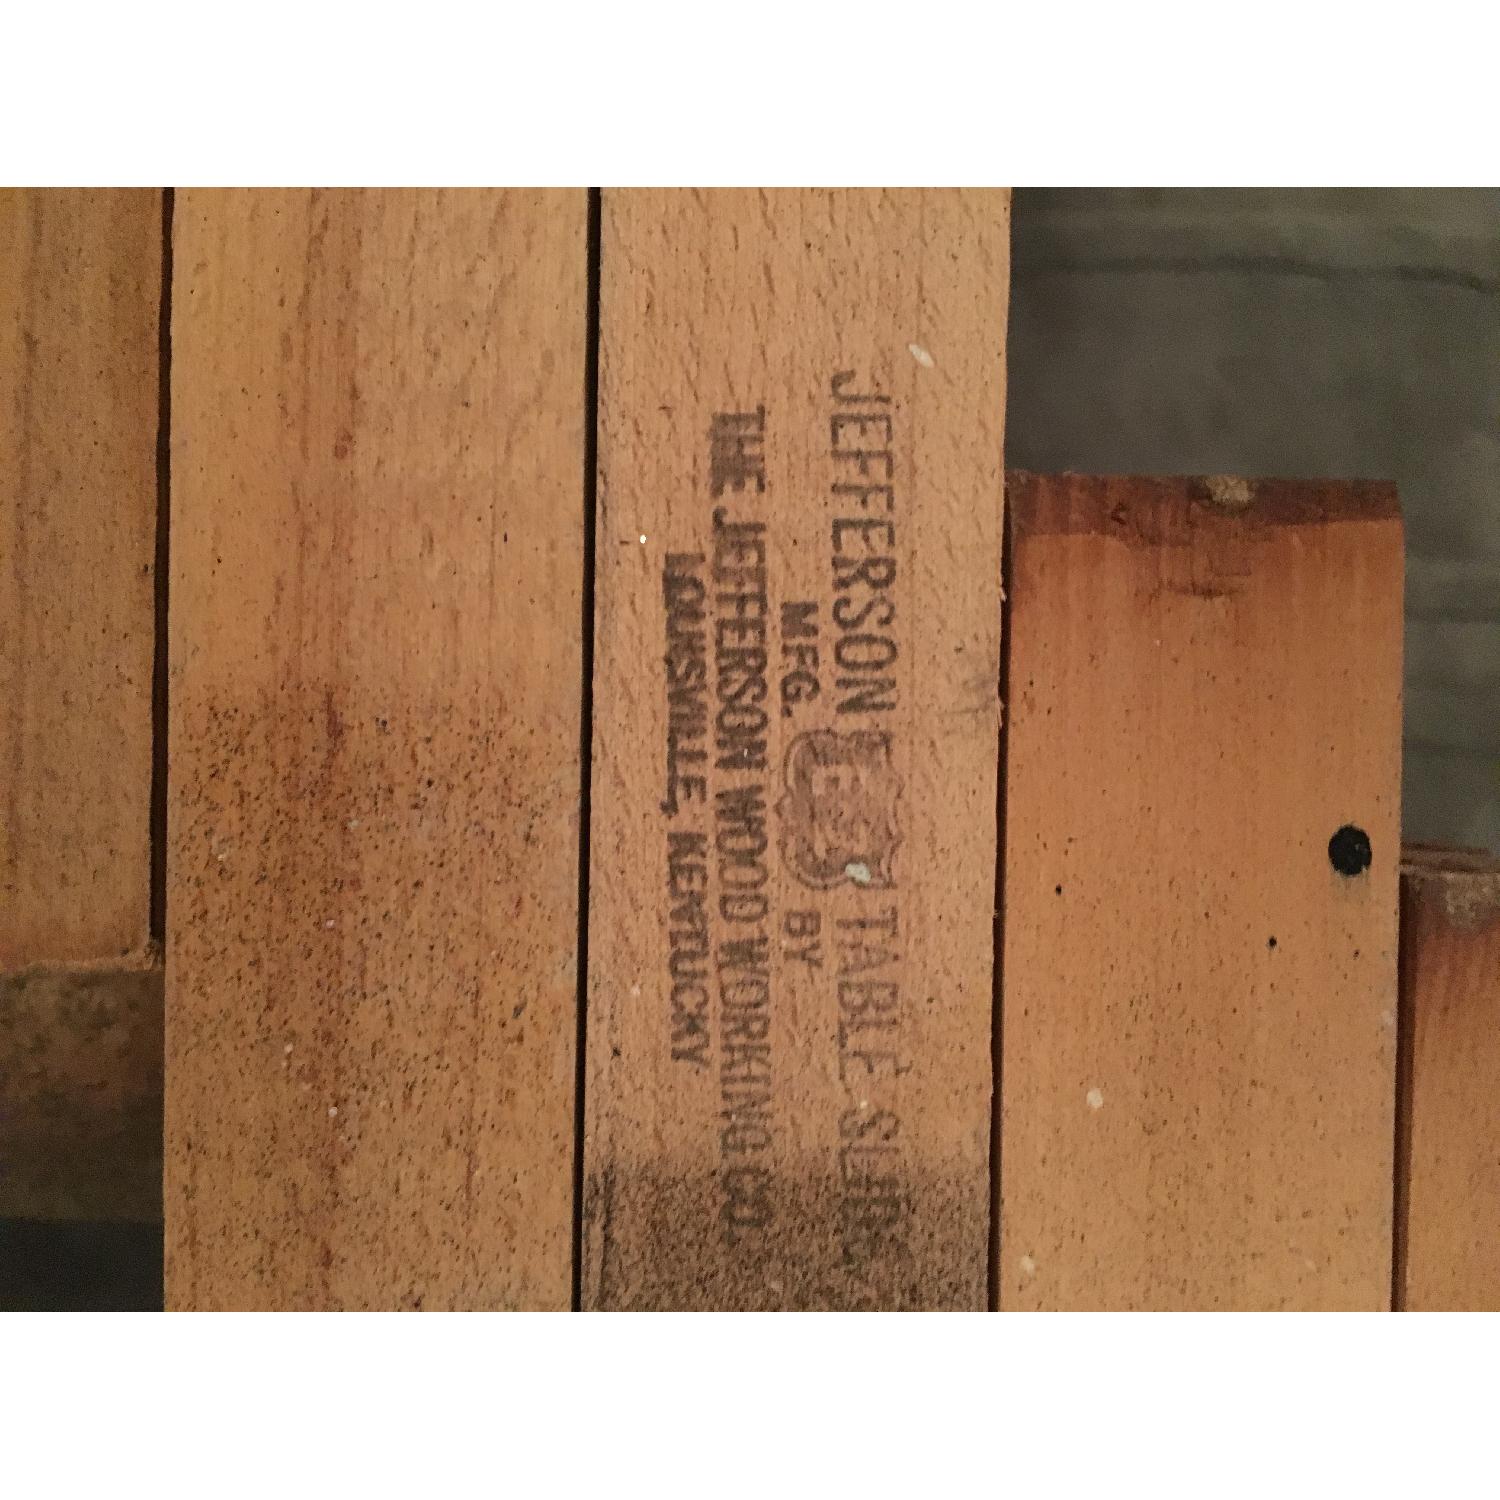 JEFFERSON TABLE
MFG. BY
THE JEFFERSON WOOD WORKING CO.
LOUISVILLE, KENTUCKY